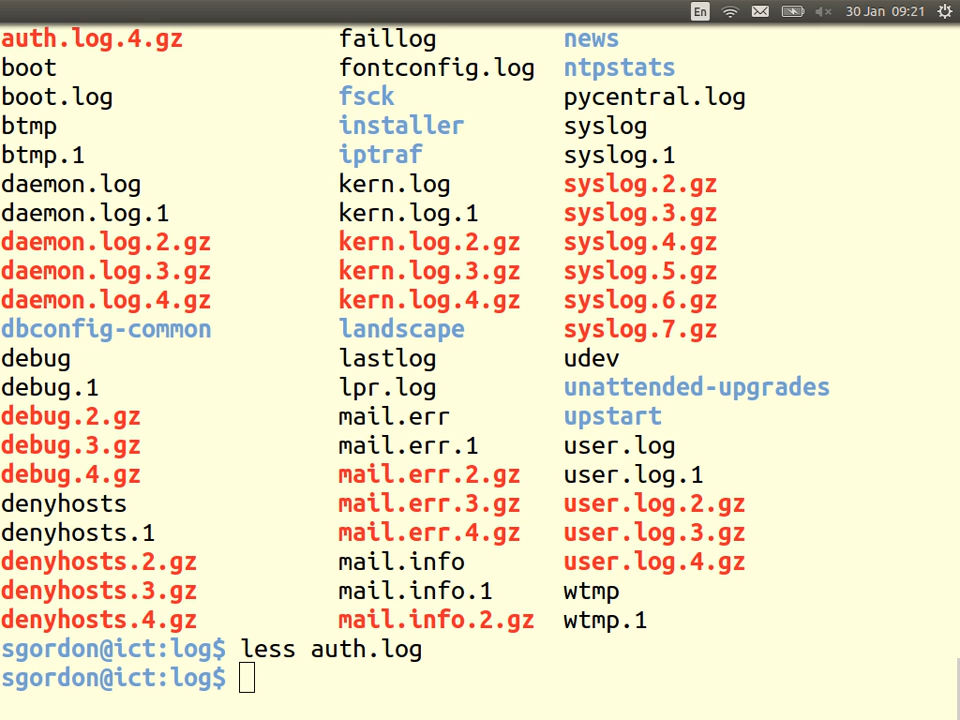 En 30 Jan 09:21
auth.log.4.gz faillog news
boot fontconfig.log ntpstats
boot.log fsck pycentral.log
btmp installer syslog
btmp.1 iptraf syslog.1
daemon.log kern.log syslog.2.gz
daemon.log.1 kern.log.1 syslog.3.gz
daemon.log.2.gz kern.log.2.gz syslog.4.gz
daemon.log.3.gz kern.log.3.gz syslog.5.gz
daemon.log.4.gz kern.log.4.gz syslog.6.gz
dbconfig-common landscape syslog.7.gz
debug lastlog udev
debug.1 lpr.log unattended-upgrades
debug.2.gz mail.err upstart
debug.3.gz mail.err.1 user.log
debug.4.gz mail.err.2.gz user.log.1
denyhosts mail.err.3.gz user.log.2.gz
denyhosts.1 mail.err.4.gz user.log.3.gz
denyhosts.2.gz mail.info user.log.4.gz
denyhosts.3.gz mail.info.1 wtmp
denyhosts.4.gz mail.info.2.gz wtmp.1
sgordon@ict:log$ less auth.log
sgordon@ict:log$